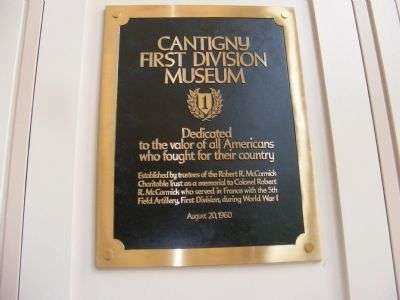 CANTIGNY
FIRST DIVISION
MUSEUM
1
Dedicated
to the valor of all Americans
who fought for their country
Established by trustees of the Robert R. McCormick
Charitable Trust as a memorial to Colonel Robert
R. McCormick who served in France with the 5th
Field Artillery, First Division, during World War I
August 20, 1960